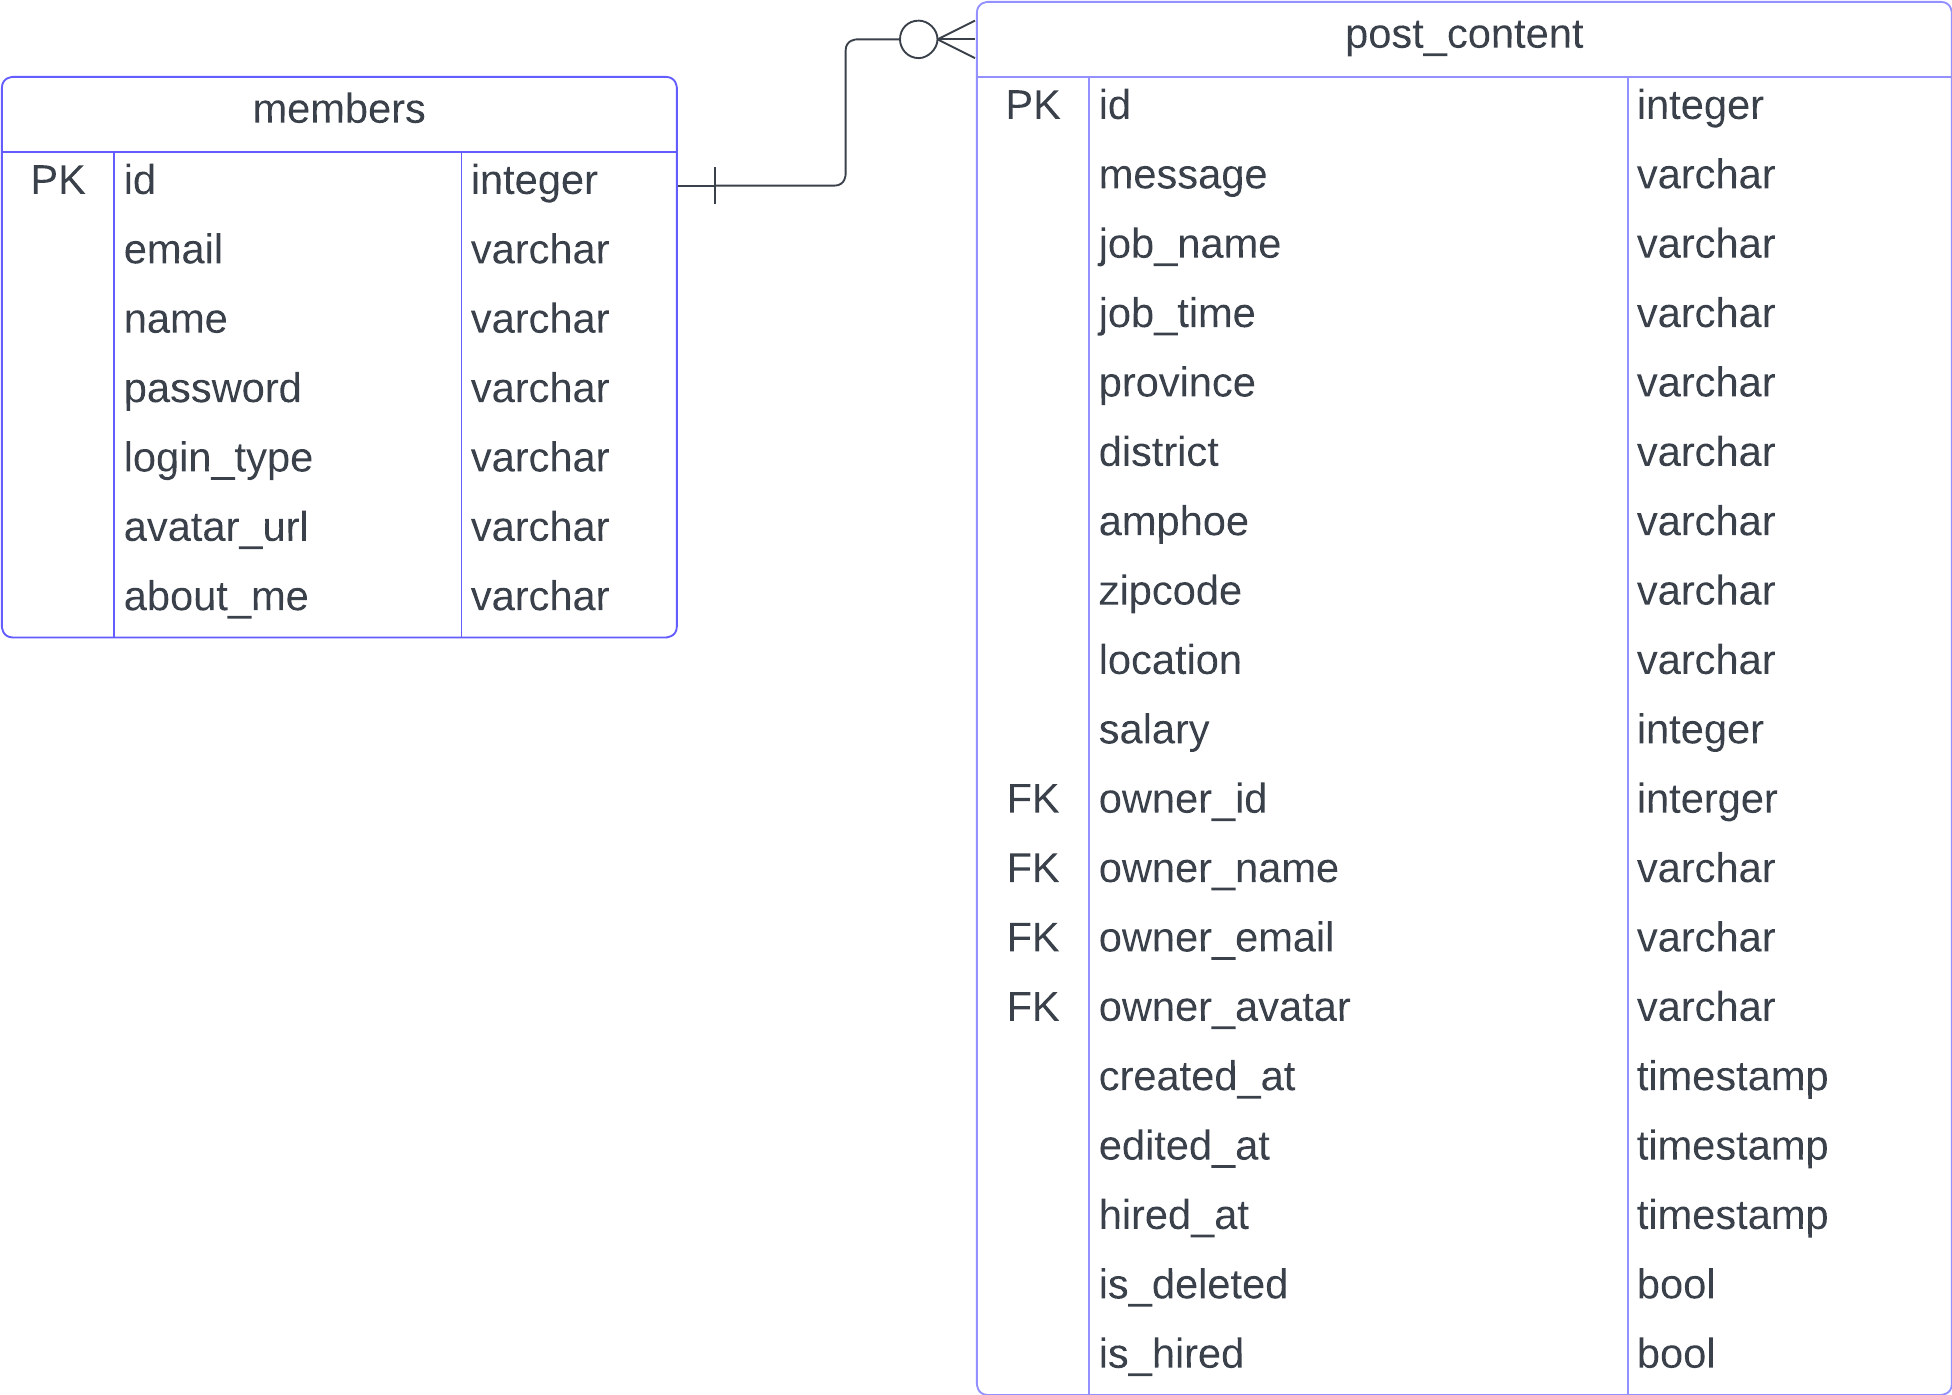 members
PK id integer
email varchar
name varchar
password varchar
login_type varchar
avatar_url varchar
about_me varchar
post_content
PK id integer
message varchar
job_name varchar
job_time varchar
province varchar
district varchar
amphoe varchar
zipcode varchar
location varchar
salary integer
FK owner_id interger
FK owner_name varchar
FK owner_email varchar
FK owner_avatar varchar
created_at timestamp
edited_at timestamp
hired_at timestamp
is_deleted bool
is_hired bool